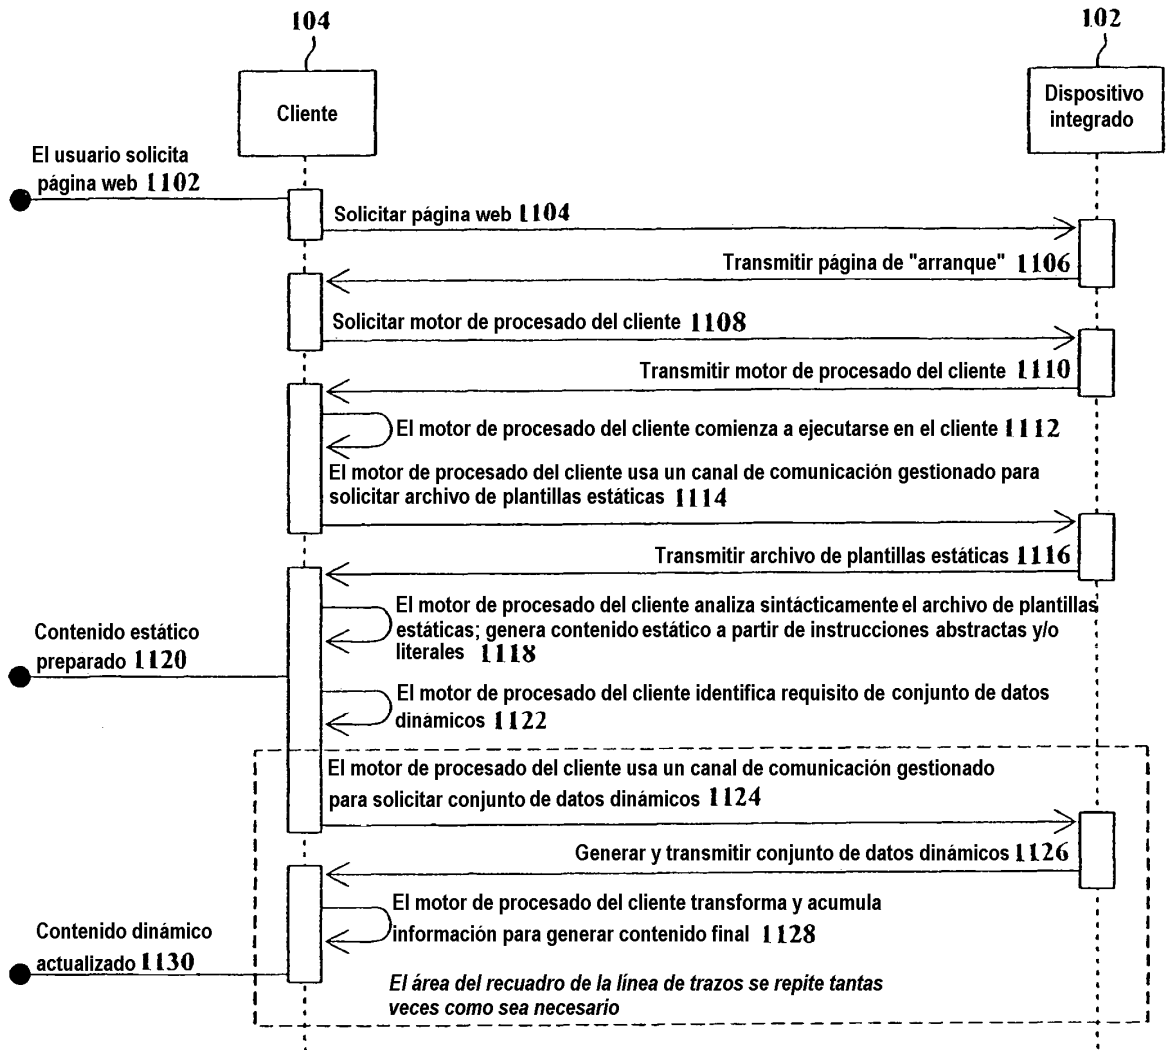 104
102
Cliente
Dispositivo
integrado
El usuario solicita
página web 1102
Solicitar página web 1104
Transmitir página de "arranque" 1106
Solicitar motor de procesado del cliente 1108
Transmitir motor de procesado del cliente 1110
El motor de procesado del cliente comienza a ejecutarse en el cliente 1112
El motor de procesado del cliente usa un canal de comunicación gestionado para
solicitar archivo de plantillas estáticas 1114
Transmitir archivo de plantillas estáticas 1116
El motor de procesado del cliente analiza sintácticamente el archivo de plantillas
estáticas; genera contenido estático a partir de instrucciones abstractas y/o
literales 1118
Contenido estático
preparado 1120
El motor de procesado del cliente identifica requisito de conjunto de datos
dinámicos 1122
El motor de procesado del cliente usa un canal de comunicación gestionado
para solicitar conjunto de datos dinámicos 1124
Generar y transmitir conjunto de datos dinámicos 1126
El motor de procesado del cliente transforma y acumula
información para generar contenido final 1128
Contenido dinámico
actualizado 1130
El área del recuadro de la línea de trazos se repite tantas
veces como sea necesario